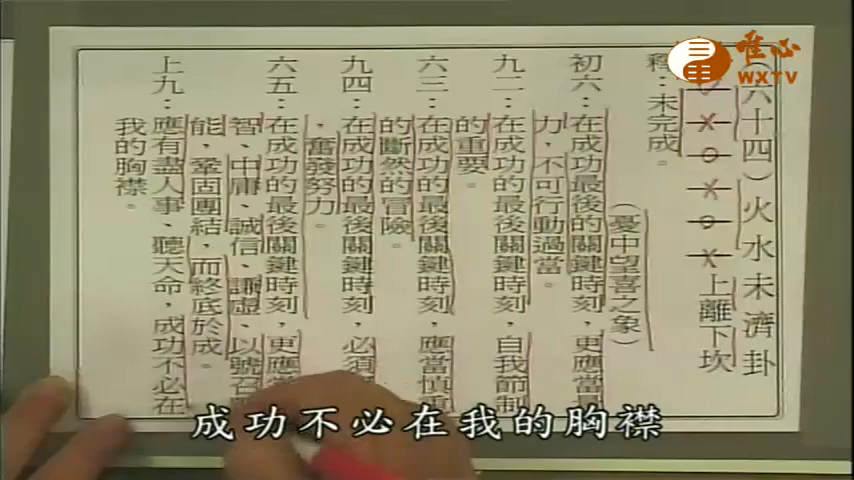 唯心
WXTV
(六十四)火水未濟卦
上離下坎
釋:未完成。
(憂中望喜之象)
初六:在成功最後的關鍵時刻,更應當
力,不可行動過當。
九二:在成功的最後關鍵時刻,自我節制
的重要。
六三:在成功的最後關鍵時刻,應當慎重
的斷然的冒險。
九四:在成功的最後關鍵時刻,必須
,奮發努力。
六五:在成功的最後關鍵時刻,更應當
智、中庸、誠信、謙虛、以號召
能、鞏固團結,而終底於成。
上九:應有盡人事、聽天命,成功不必在
我的胸襟。
成功不必在我的胸襟